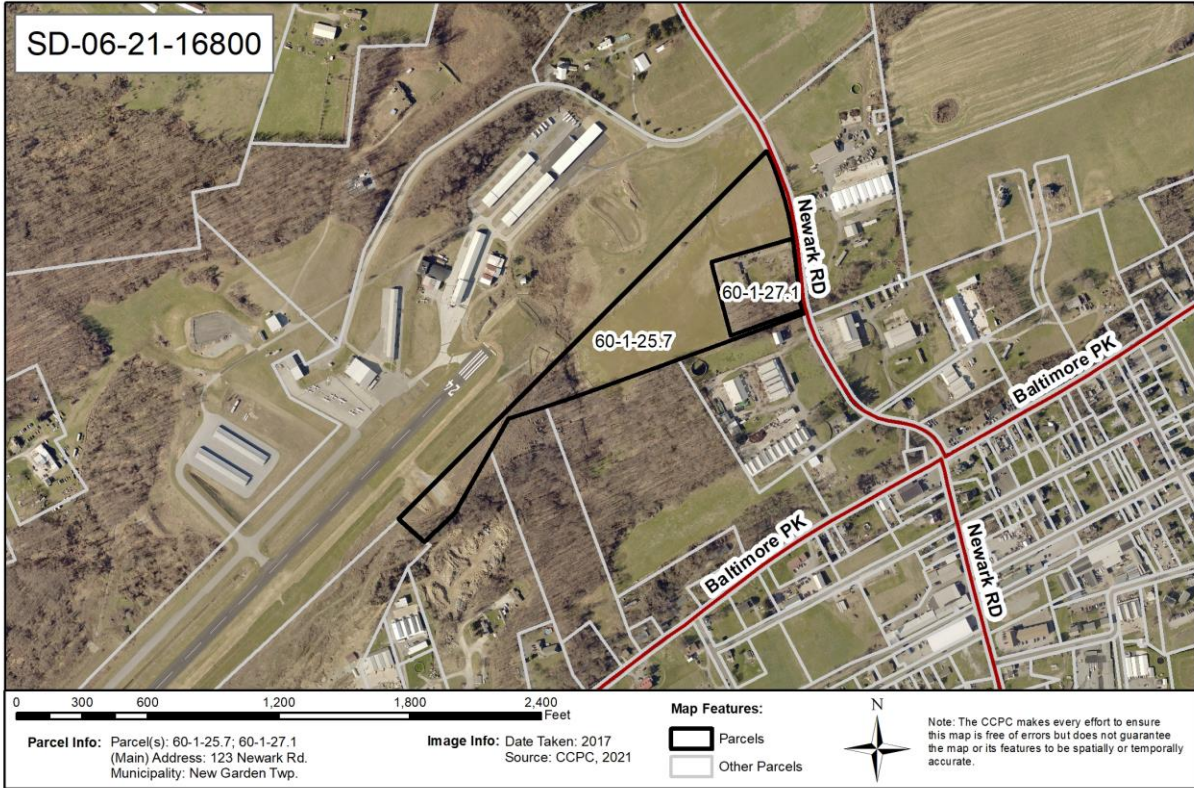 SD-06-21-16800
Newark RD
60-1-27.1
60-1-25.7
24
Baltimore PK
Baltimore PK
Newark RD
0 300 600 1,200 1,800 2,400
Feet
Parcel Info: Parcel(s): 60-1-25.7; 60-1-27.1
(Main) Address: 123 Newark Rd.
Municipality: New Garden Twp.
Image Info: Date Taken: 2017
Source: CCPC, 2021
Map Features:
Parcels
Other Parcels
N
Note: The CCPC makes every effort to ensure
this map is free of errors but does not guarantee
the map or its features to be spatially or temporally
accurate.